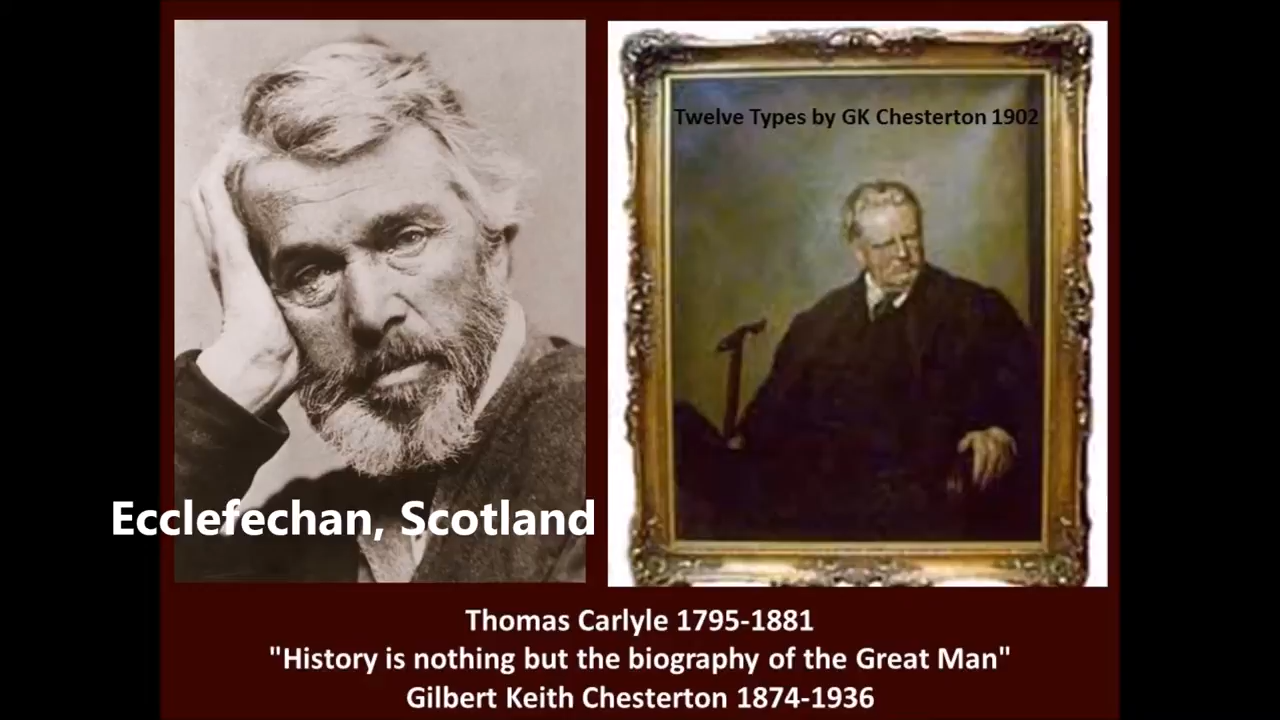 Twelve Types by GK Chesterton 1902
Ecclefechan, Scotland
Thomas Carlyle 1795-1881
"History is nothing but the biography of the Great Man"
Gilbert Keith Chesterton 1874-1936